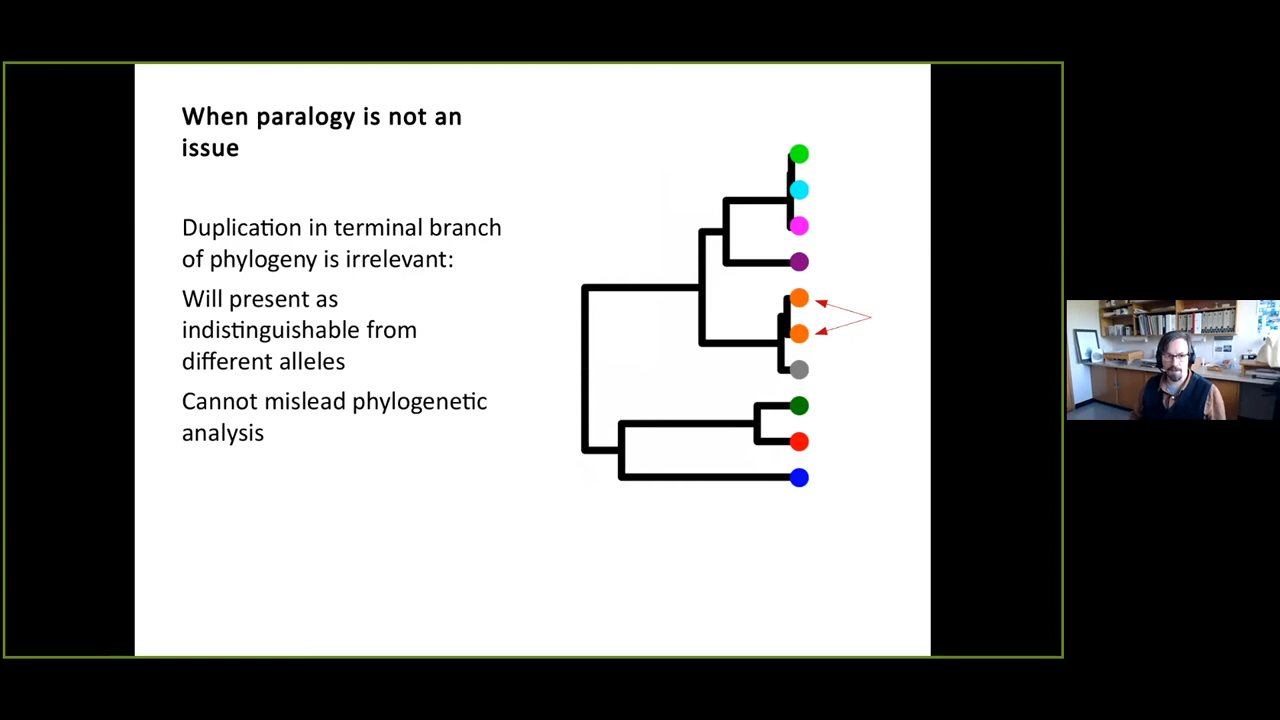 When paralogy is not an
issue
Duplication in terminal branch
of phylogeny is irrelevant:
Will present as
indistinguishable from
different alleles
Cannot mislead phylogenetic
analysis